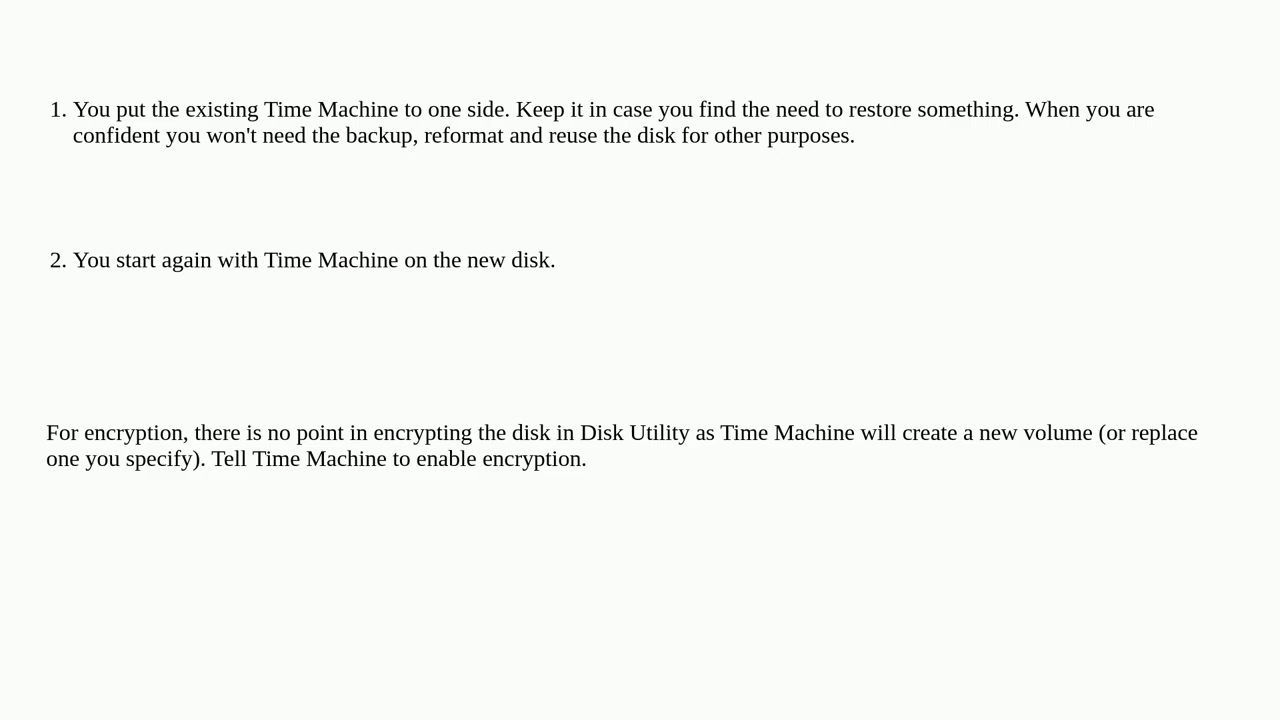 1. You put the existing Time Machine to one side. Keep it in case you find the need to restore something. When you are
confident you won't need the backup, reformat and reuse the disk for other purposes.
2. You start again with Time Machine on the new disk.
For encryption, there is no point in encrypting the disk in Disk Utility as Time Machine will create a new volume (or replace
one you specify). Tell Time Machine to enable encryption.